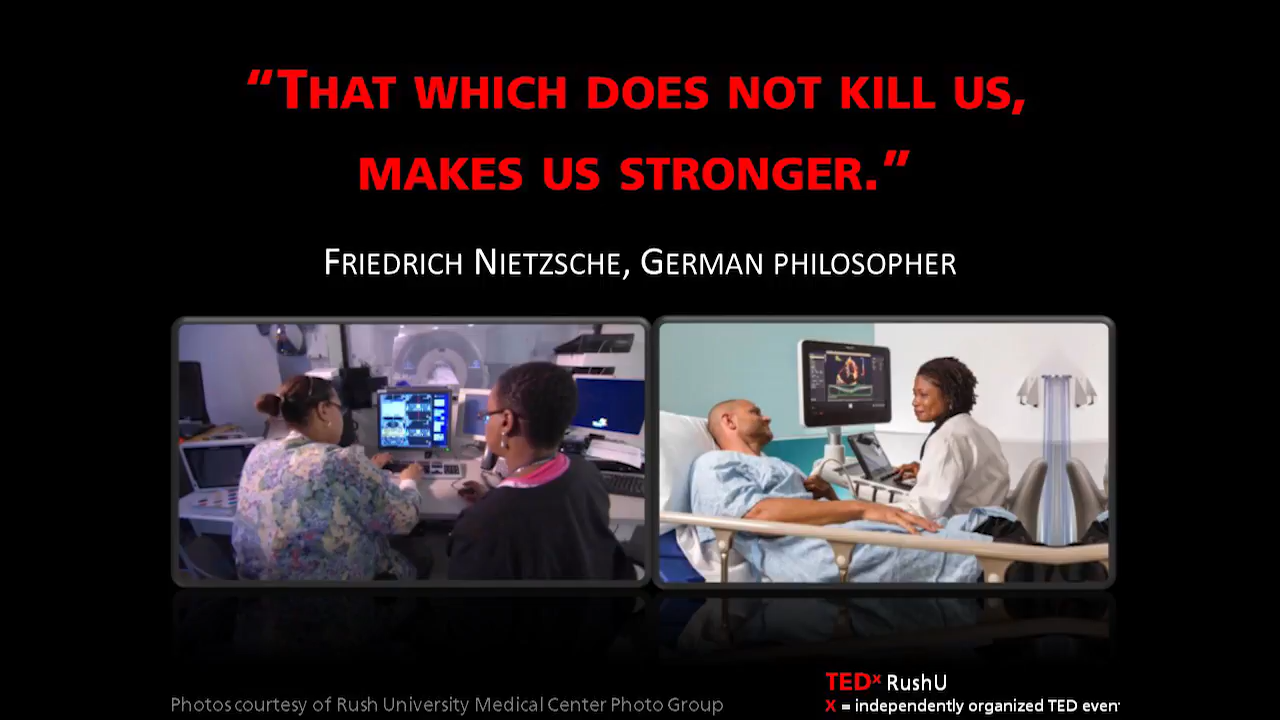 “THAT WHICH DOES NOT KILL US,
MAKES US STRONGER.”
FRIEDRICH NIETZSCHE, GERMAN PHILOSOPHER
TEDx RushU
Photos courtesy of Rush University Medical Center Photo Group
X = independently organized TED even